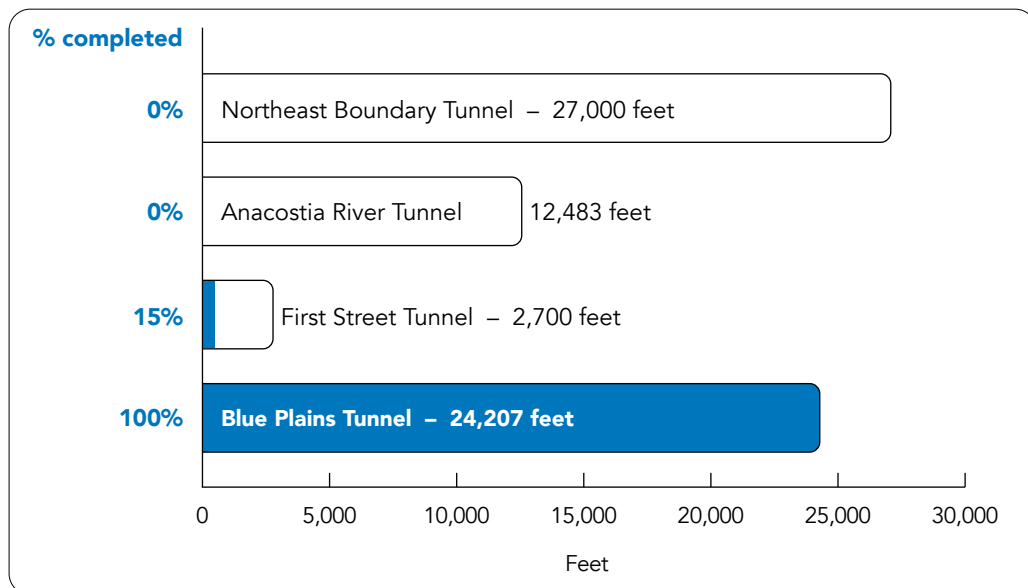 % completed
0% Northeast Boundary Tunnel – 27,000 feet
0% Anacostia River Tunnel 12,483 feet
15% First Street Tunnel – 2,700 feet
100% Blue Plains Tunnel – 24,207 feet
0 5,000 10,000 15,000 20,000 25,000 30,000
Feet